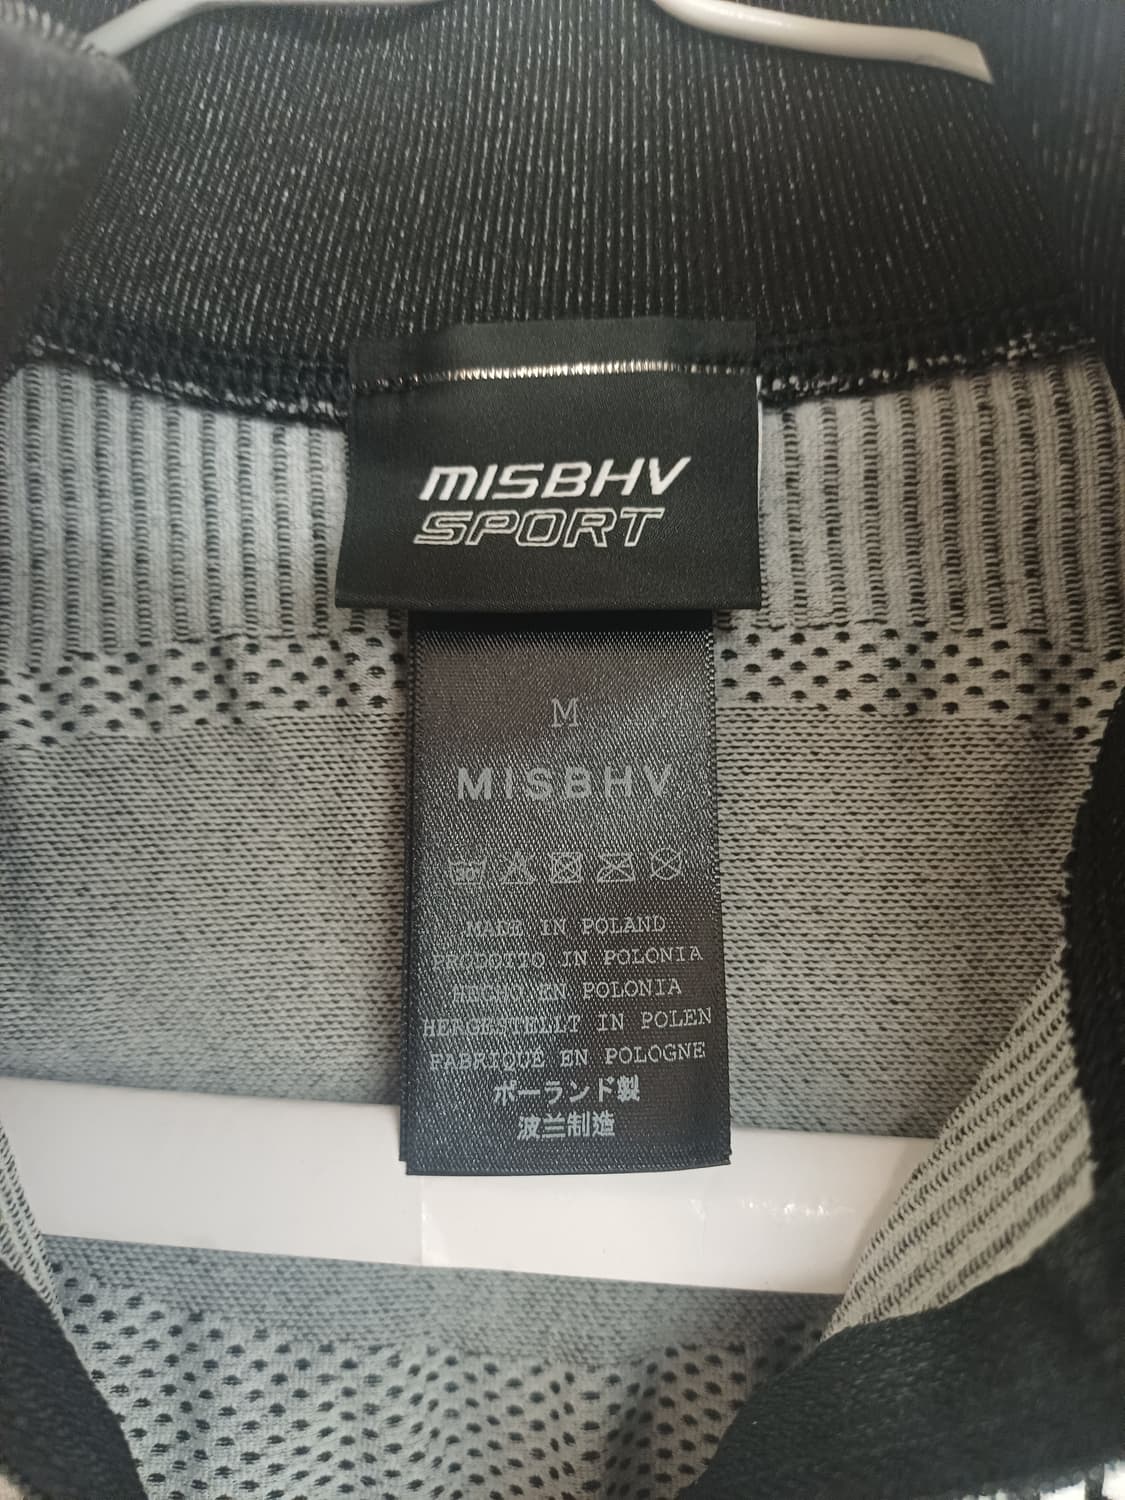 MISBHV
SPORT
M
MISBHV
30°
MADE IN POLAND
PRODOTTO IN POLONIA
HECHO EN POLONIA
HERGESTELLT IN POLEN
FABRIQUÉ EN POLOGNE
ポーランド製
波兰制造